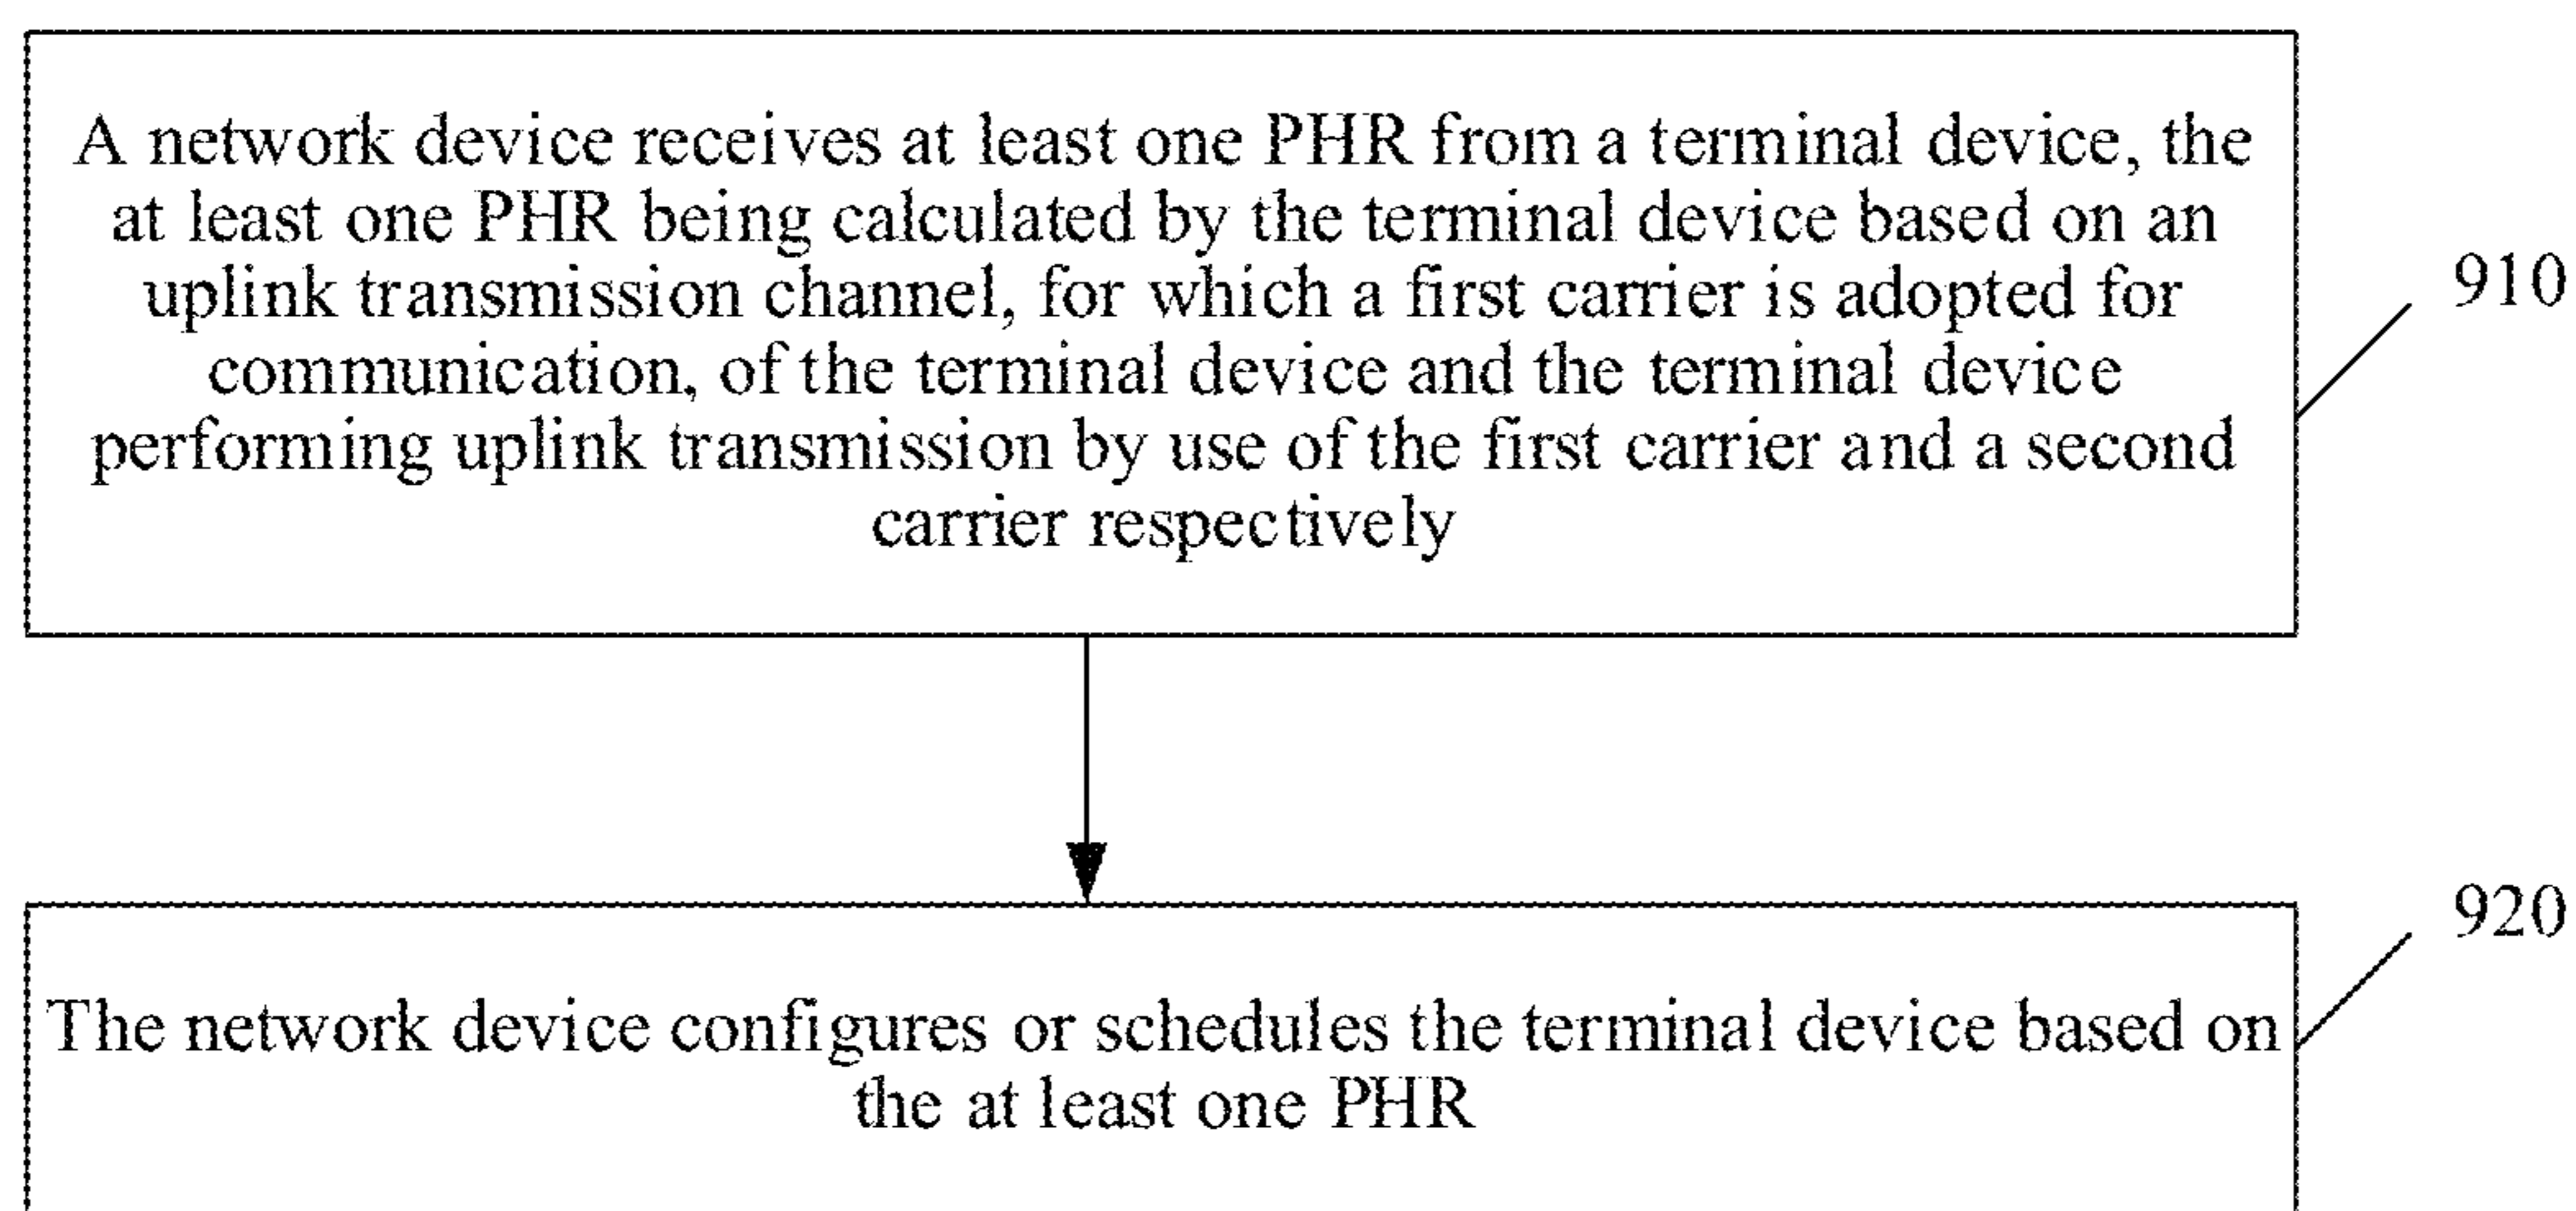 A network device receives at least one PHR from a terminal device, the
at least one PHR being calculated by the terminal device based on an
uplink transmission channel, for which a first carrier is adopted for
communication, of the terminal device and the terminal device
performing uplink transmission by use of the first carrier and a second
carrier respectively
910
The network device configures or schedules the terminal device based on
the at least one PHR
920